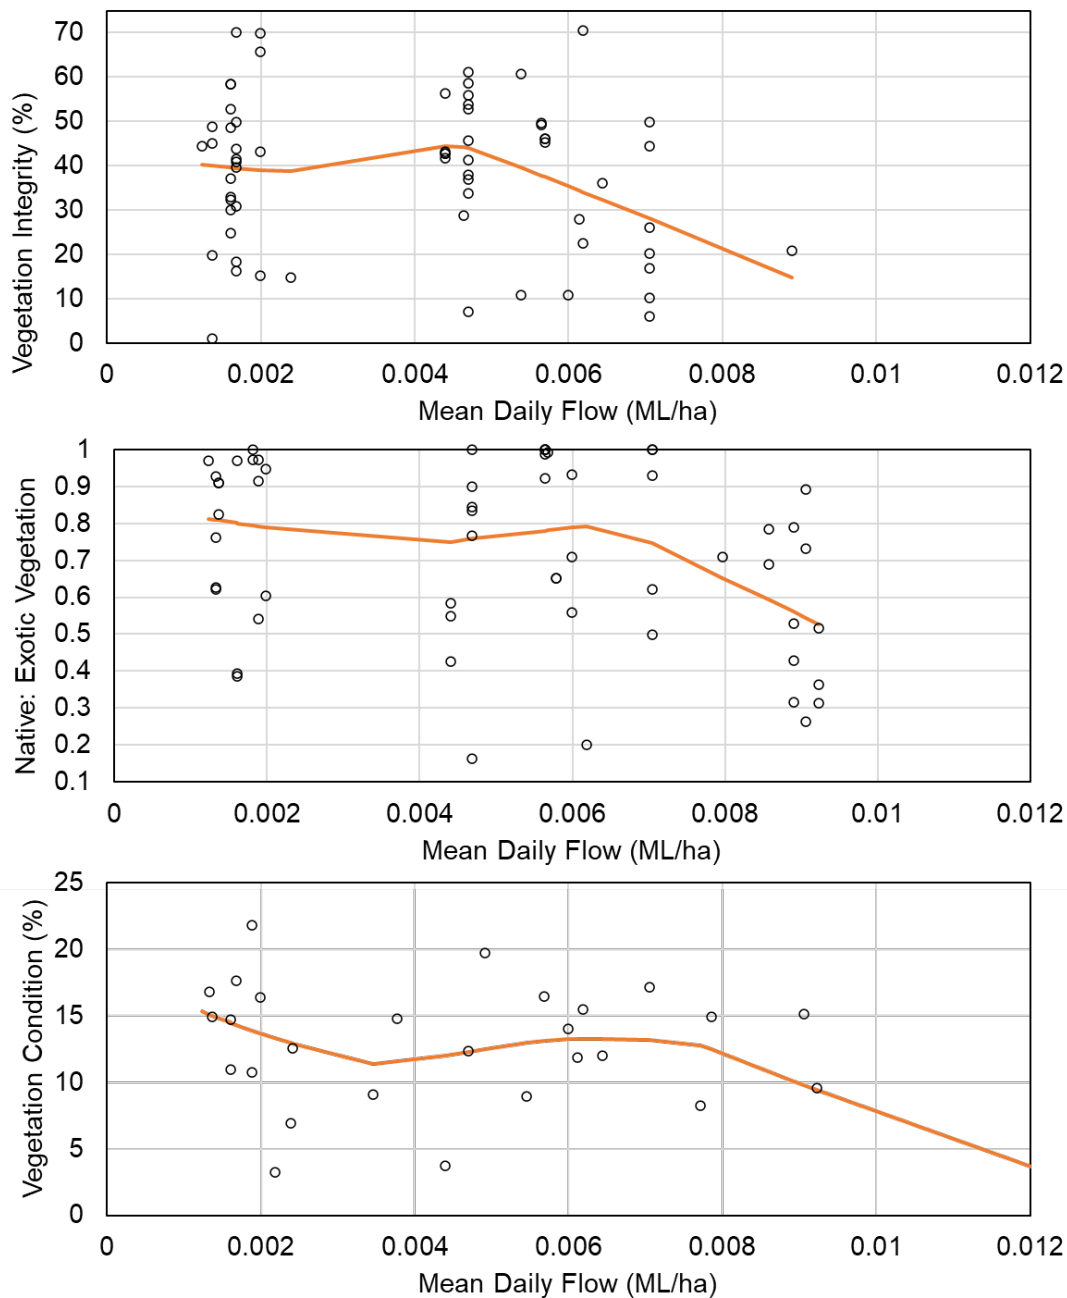 Vegetation Integrity (%)
70
60
50
40
30
20
10
0
0 0.002 0.004 0.006 0.008 0.01 0.012
Mean Daily Flow (ML/ha)
Native: Exotic Vegetation
1
0.9
0.8
0.7
0.6
0.5
0.4
0.3
0.2
0.1
0 0.002 0.004 0.006 0.008 0.01 0.012
Mean Daily Flow (ML/ha)
Vegetation Condition (%)
25
20
15
10
5
0
0 0.002 0.004 0.006 0.008 0.01 0.012
Mean Daily Flow (ML/ha)